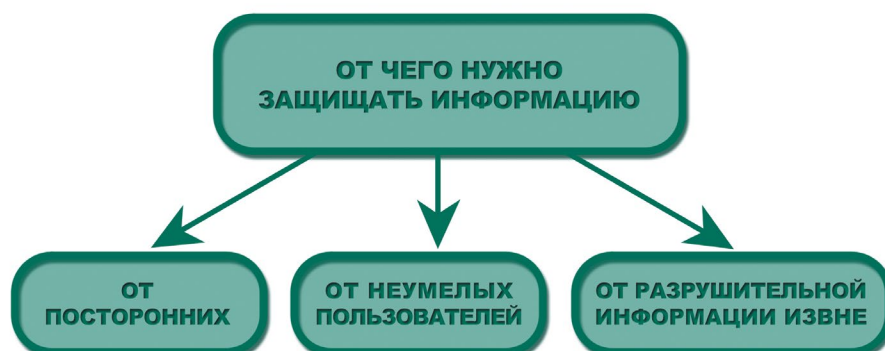 ОТ ЧЕГО НУЖНО
ЗАЩИЩАТЬ ИНФОРМАЦИЮ
ОТ
ПОСТОРОННИХ
ОТ НЕУМЕЛЫХ
ПОЛЬЗОВАТЕЛЕЙ
ОТ РАЗРУШИТЕЛЬНОЙ
ИНФОРМАЦИИ ИЗВНЕ